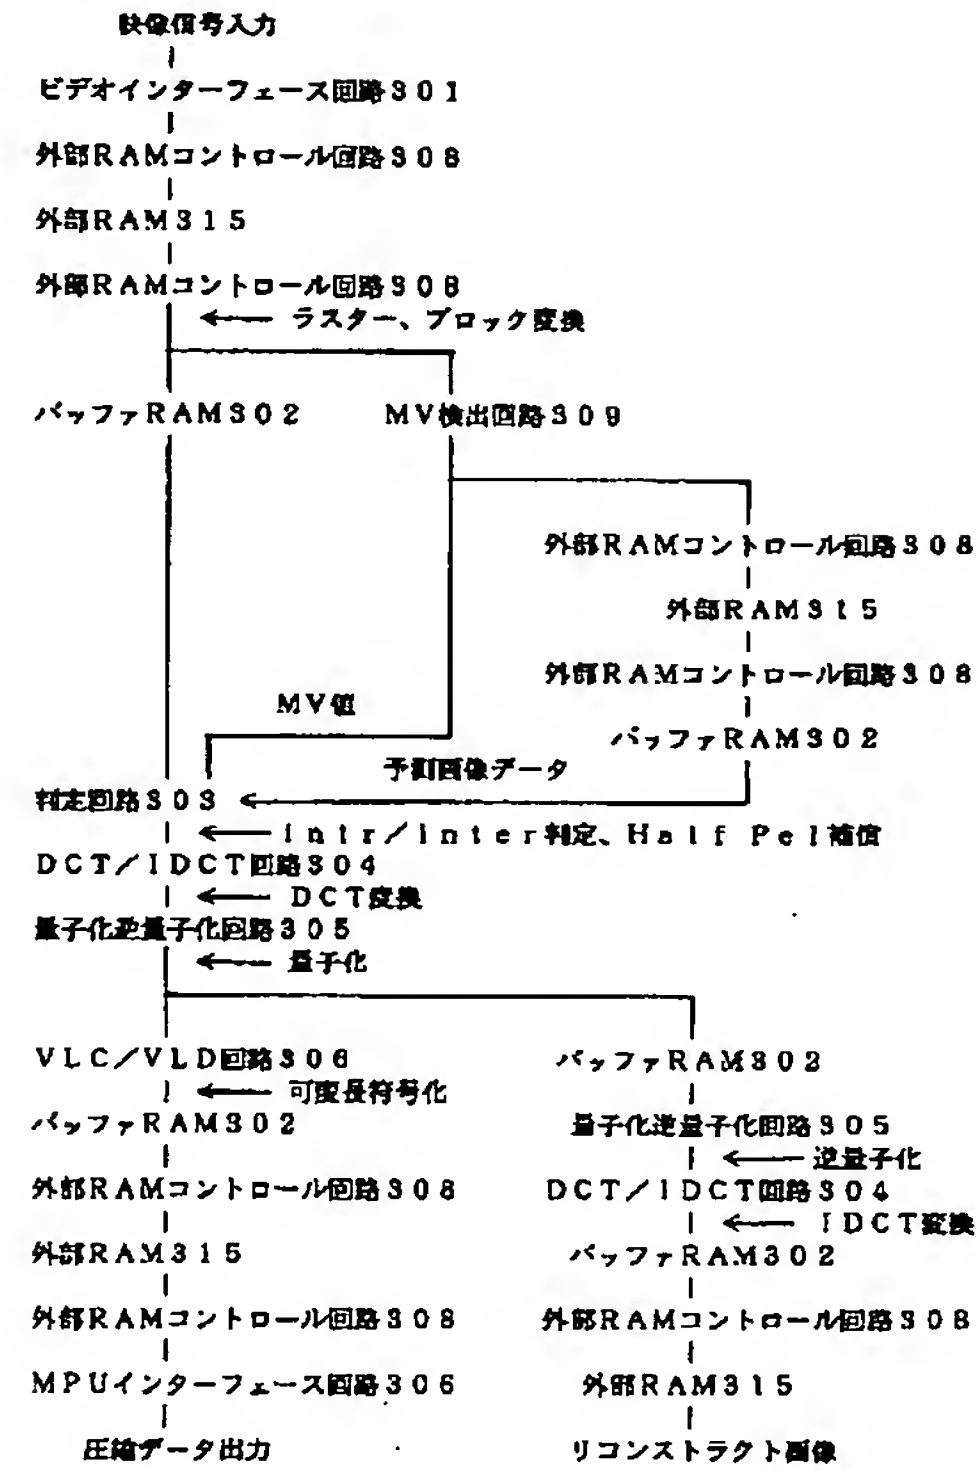 映像信号入力
ビデオインターフェース回路301
外部RAMコントロール回路308
外部RAM315
外部RAMコントロール回路308
← ラスター、ブロック変換
バッファRAM302
MV検出回路309
外部RAMコントロール回路308
外部RAM315
外部RAMコントロール回路308
MV値
バッファRAM302
予測画像データ
判定回路303
← Intr/Inter判定、Half Pel補償
DCT/IDCT回路304
← DCT変換
量子化逆量子化回路305
← 量子化
VLC/VLD回路306
バッファRAM302
← 可変長符号化
バッファRAM302
量子化逆量子化回路305
← 逆量子化
外部RAMコントロール回路308
DCT/IDCT回路304
← IDCT変換
外部RAM315
バッファRAM302
外部RAMコントロール回路308
外部RAMコントロール回路308
MPUインターフェース回路306
外部RAM315
圧縮データ出力
リコンストラクト画像